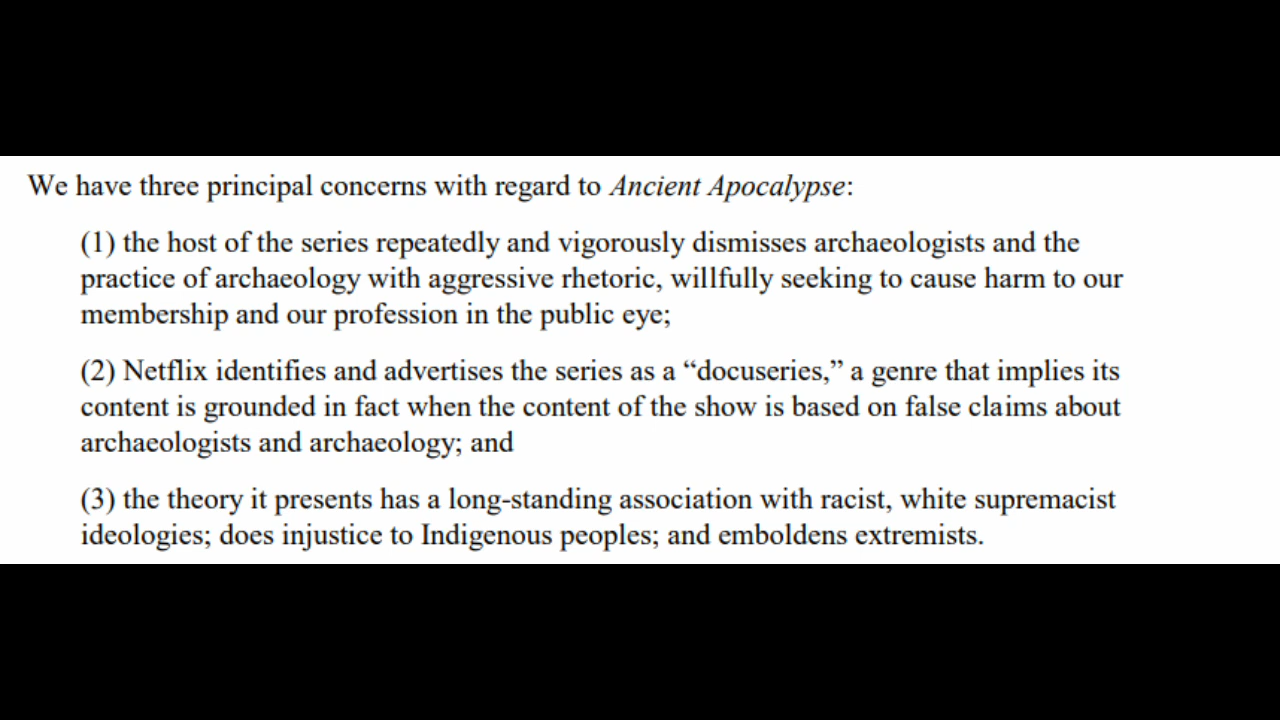 We have three principal concerns with regard to Ancient Apocalypse:
(1) the host of the series repeatedly and vigorously dismisses archaeologists and the
practice of archaeology with aggressive rhetoric, willfully seeking to cause harm to our
membership and our profession in the public eye;
(2) Netflix identifies and advertises the series as a “docuseries,” a genre that implies its
content is grounded in fact when the content of the show is based on false claims about
archaeologists and archaeology; and
(3) the theory it presents has a long-standing association with racist, white supremacist
ideologies; does injustice to Indigenous peoples; and emboldens extremists.